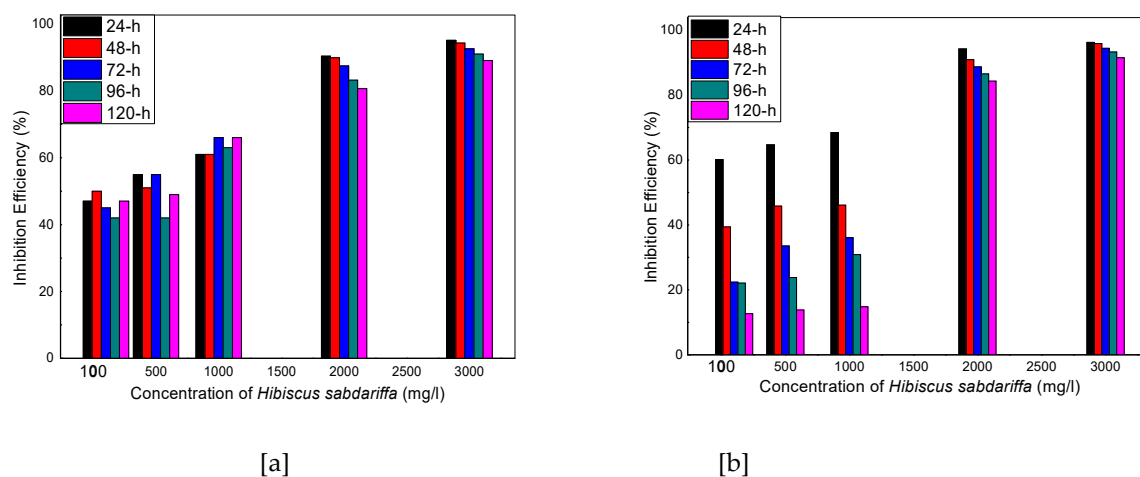 100
80
60
40
20
0
Inhibition Efficiency (%)
24-h
48-h
72-h
96-h
120-h
100 500 1000 1500 2000 2500 3000
Concentration of Hibiscus sabdariffa (mg/l)
[a]
100
80
60
40
20
0
Inhibition Efficiency (%)
24-h
48-h
72-h
96-h
120-h
100 500 1000 1500 2000 2500 3000
Concentration of Hibiscus sabdariffa (mg/l)
[b]